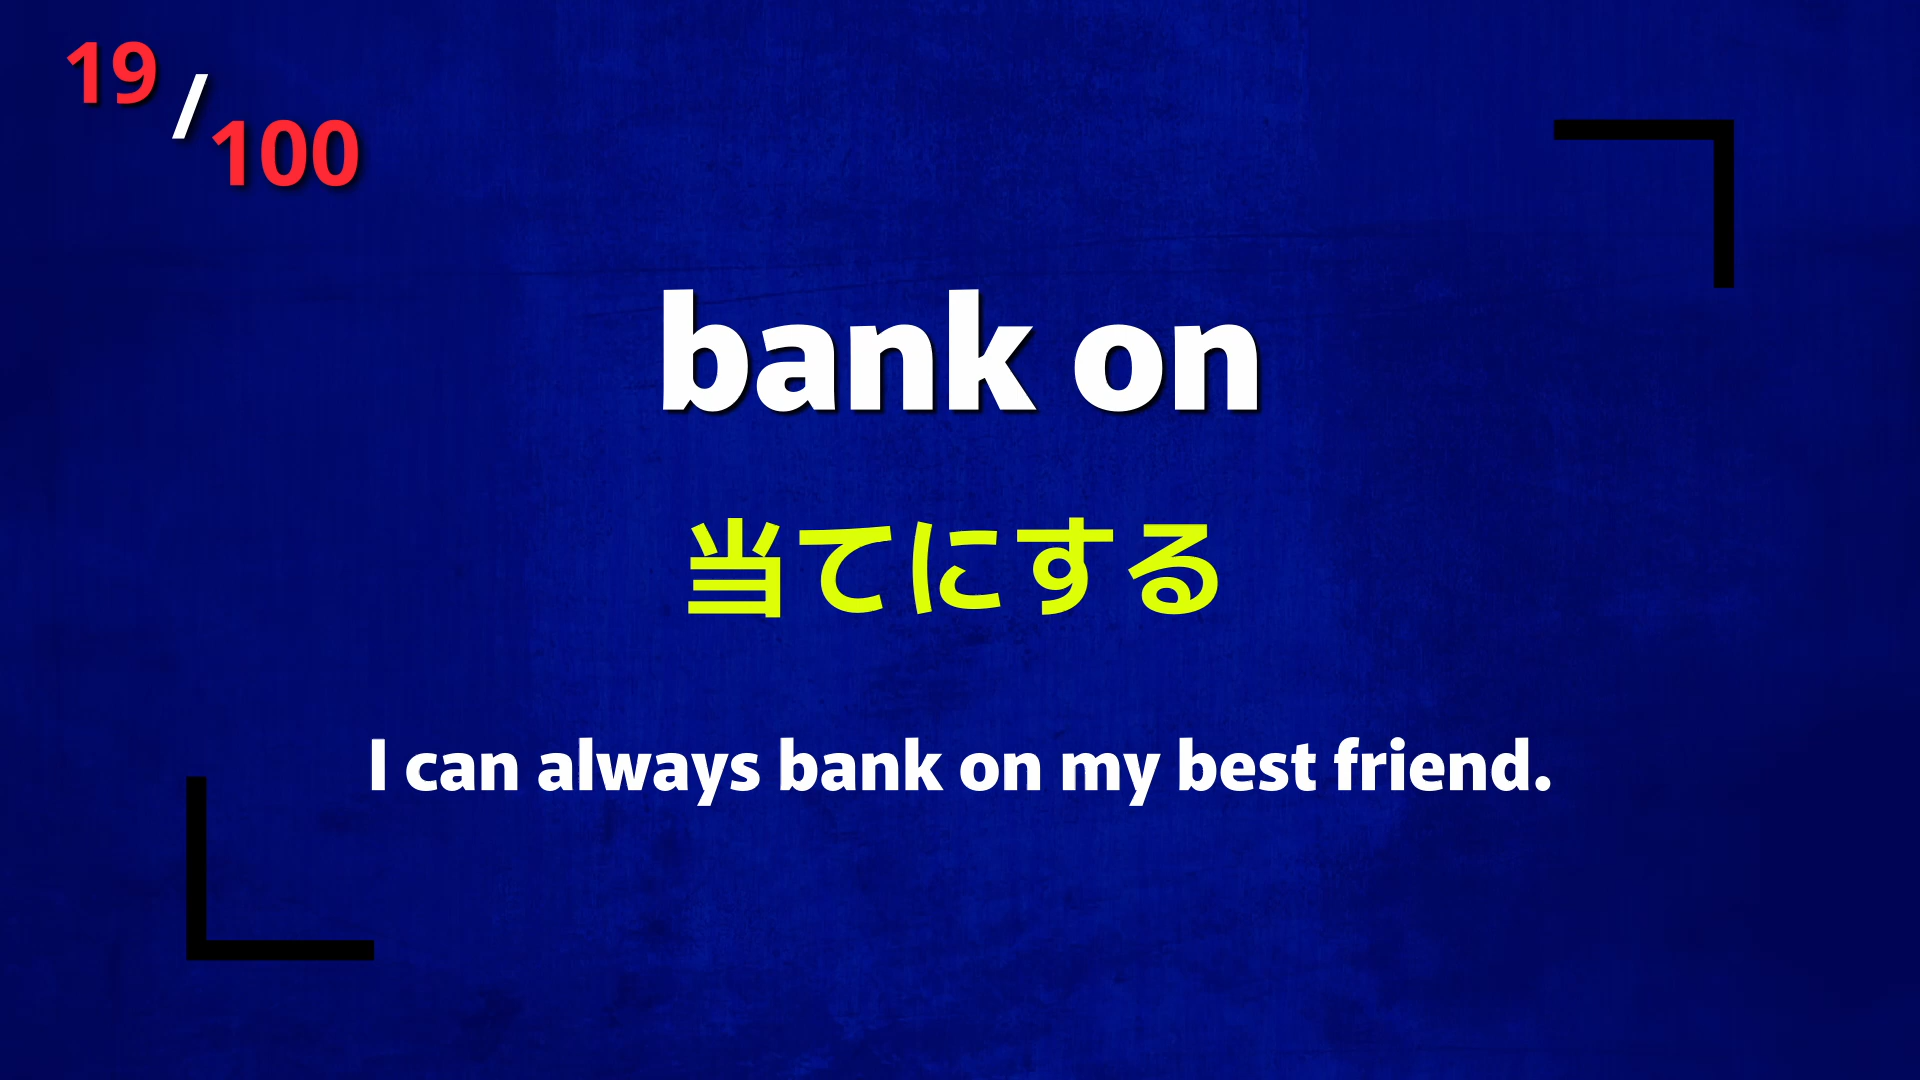 19/100
bank on
当てにする
I can always bank on my best friend.